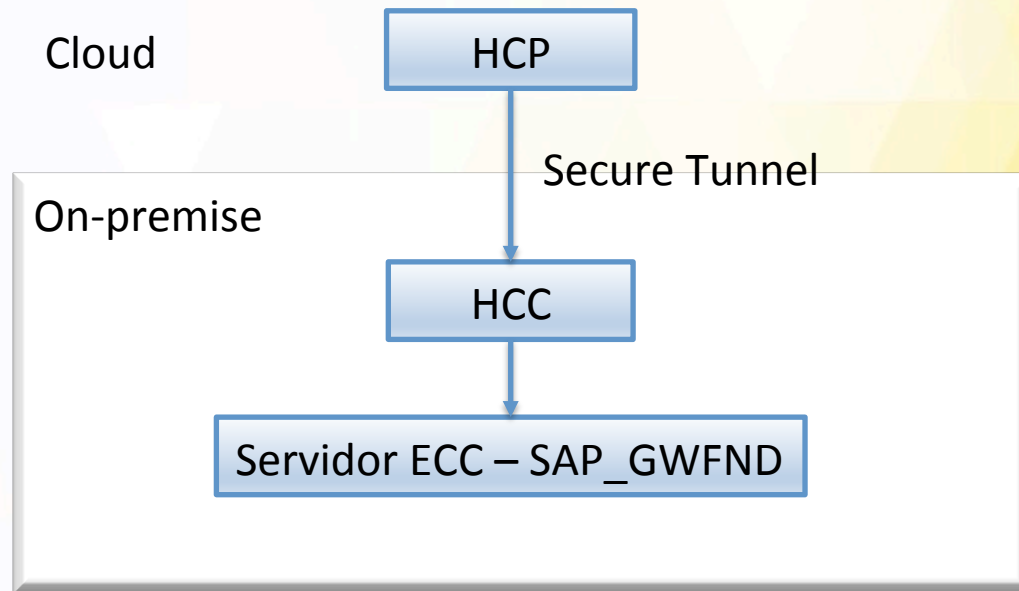 Cloud
HCP
Secure Tunnel
On-premise
HCC
Servidor ECC – SAP_GWFND